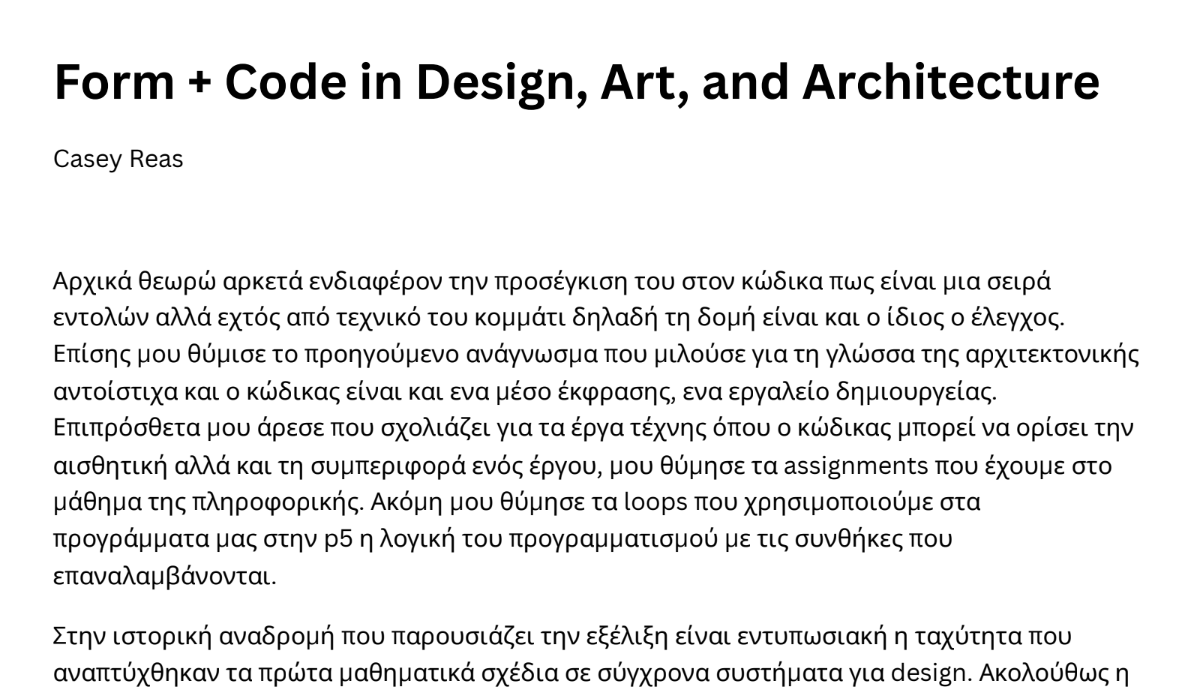 Form + Code in Design, Art, and Architecture
Casey Reas
Αρχικά θεωρώ αρκετά ενδιαφέρον την προσέγκιση του στον κώδικα πως είναι μια σειρά
εντολών αλλά εχτός από τεχνικό του κομμάτι δηλαδή τη δομή είναι και ο ίδιος ο έλεγχος.
Επίσης μου θύμισε το προηγούμενο ανάγνωσμα που μιλούσε για τη γλώσσα της αρχιτεκτονικής
αντοίστιχα και ο κώδικας είναι και ενα μέσο έκφρασης, ενα εργαλείο δημιουργείας.
Επιπρόσθετα μου άρεσε που σχολιάζει για τα έργα τέχνης όπου ο κώδικας μπορεί να ορίσει την
αισθητική αλλά και τη συμπεριφορά ενός έργου, μου θύμησε τα assignments που έχουμε στο
μάθημα της πληροφορικής. Ακόμη μου θύμησε τα loops που χρησιμοποιούμε στα
προγράμματα μας στην p5 η λογική του προγραμματισμού με τις συνθήκες που
επαναλαμβάνονται.
Στην ιστορική αναδρομή που παρουσιάζει την εξέλιξη είναι εντυπωσιακή η ταχύτητα που
αναπτύχθηκαν τα πρώτα μαθηματικά σχέδια σε σύγχρονα συστήματα για design. Ακολούθως η